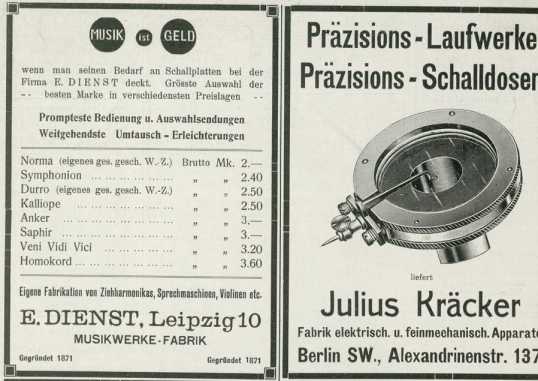 MUSIK ist GELD
wenn man seinen Bedarf an Schallplatten bei der
Firma E. DIENST deckt. Grösste Auswahl der
-- besten Marke in verschiedensten Preislagen --
Prompteste Bedienung u. Auswahlsendungen
Weitgehendste Umtausch-Erleichterungen
Norma (eigenes ges. gesch. W.-Z.) Brutto Mk. 2.—
Symphonion ... ... ... ... ... ... „ „ 2.40
Durro (eigenes ges. gesch. W.-Z.) „ „ 2.50
Kalliope ... ... ... ... ... ... „ „ 2.50
Anker ... ... ... ... ... ... „ „ 3,—
Saphir ... ... ... ... ... ... „ „ 3.—
Veni Vidi Vici ... ... ... ... ... „ „ 3.20
Homokord ... ... ... ... ... ... „ „ 3.60
Eigene Fabrikation von Ziehharmonikas, Sprechmaschinen, Violinen etc.
E. DIENST, Leipzig 10
MUSIKWERKE-FABRIK
Gegründet 1871 Gegründet 1871
Präzisions-Laufwerke
Präzisions-Schalldosen
liefert
Julius Kräcker
Fabrik elektrisch. u. feinmechanisch. Apparate
Berlin SW., Alexandrinenstr. 137